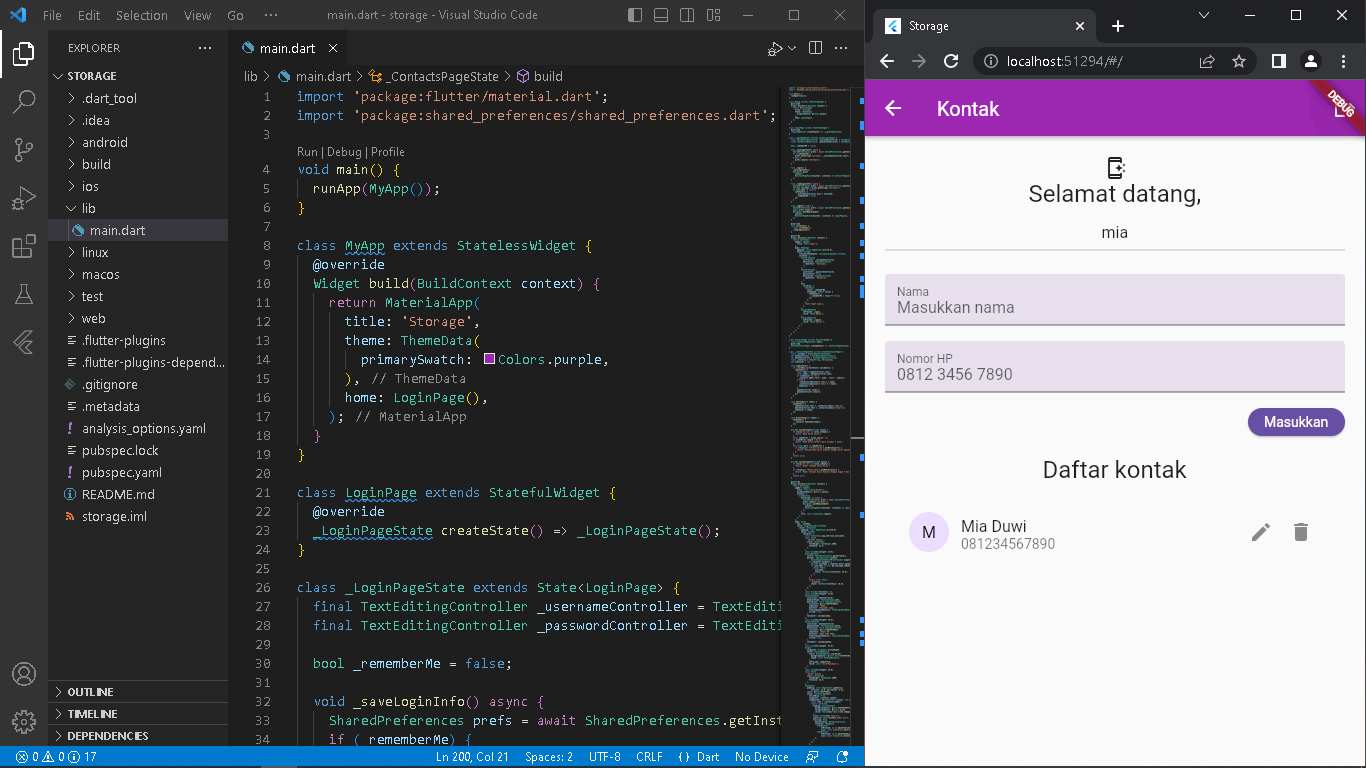 File Edit Selection View Go ··· main.dart - storage - Visual Studio Code
EXPLORER ···
STORAGE
.dart_tool
.idea
android
build
ios
lib
main.dart
linux
macos
test
web
.flutter-plugins
.flutter-plugins-depend...
.gitignore
.metadata
analysis_options.yaml
pubspec.lock
pubspec.yaml
README.md
storage.iml
OUTLINE
TIMELINE
main.dart
lib > main.dart > _ContactsPageState > build
1 import 'package:flutter/material.dart';
2 import 'package:shared_preferences/shared_preferences.dart';
3
Run | Debug | Profile
4 void main() {
5 runApp(MyApp());
6 }
7
8 class MyApp extends StatelessWidget {
9 @override
10 Widget build(BuildContext context) {
11 return MaterialApp(
12 title: 'Storage',
13 theme: ThemeData(
14 primarySwatch: Colors.purple,
15 ), // ThemeData
16 home: LoginPage(),
17 ); // MaterialApp
18 }
19 }
20
21 class LoginPage extends StatefulWidget {
22 @override
23 _LoginPageState createState() => _LoginPageState();
24 }
25
26 class _LoginPageState extends State<LoginPage> {
27 final TextEditingController _usernameController = TextEditi
28 final TextEditingController _passwordController = TextEditi
29
30 bool _rememberMe = false;
31
32 void _saveLoginInfo() async {
33 SharedPreferences prefs = await SharedPreferences.getInst
34 if (_rememberMe) {
0 0 17 Ln 200, Col 21 Spaces: 2 UTF-8 CRLF {} Dart No Device
Storage
localhost:51294/#/
Kontak
DEBUG
Selamat datang,
mia
Nama
Masukkan nama
Nomor HP
0812 3456 7890
Masukkan
Daftar kontak
M
Mia Duwi
081234567890